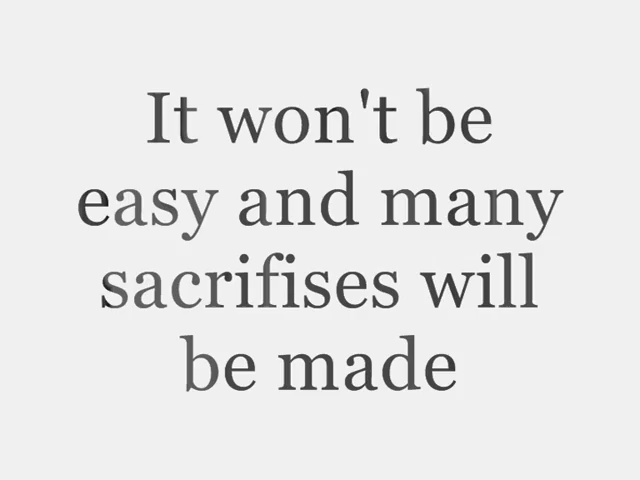 It won't be
easy and many
sacrifises will
be made